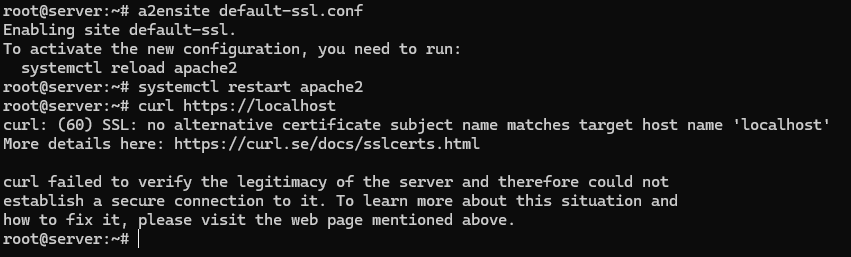 root@server:~# a2ensite default-ssl.conf
Enabling site default-ssl.
To activate the new configuration, you need to run:
  systemctl reload apache2
root@server:~# systemctl restart apache2
root@server:~# curl https://localhost
curl: (60) SSL: no alternative certificate subject name matches target host name 'localhost'
More details here: https://curl.se/docs/sslcerts.html

curl failed to verify the legitimacy of the server and therefore could not
establish a secure connection to it. To learn more about this situation and
how to fix it, please visit the web page mentioned above.
root@server:~#